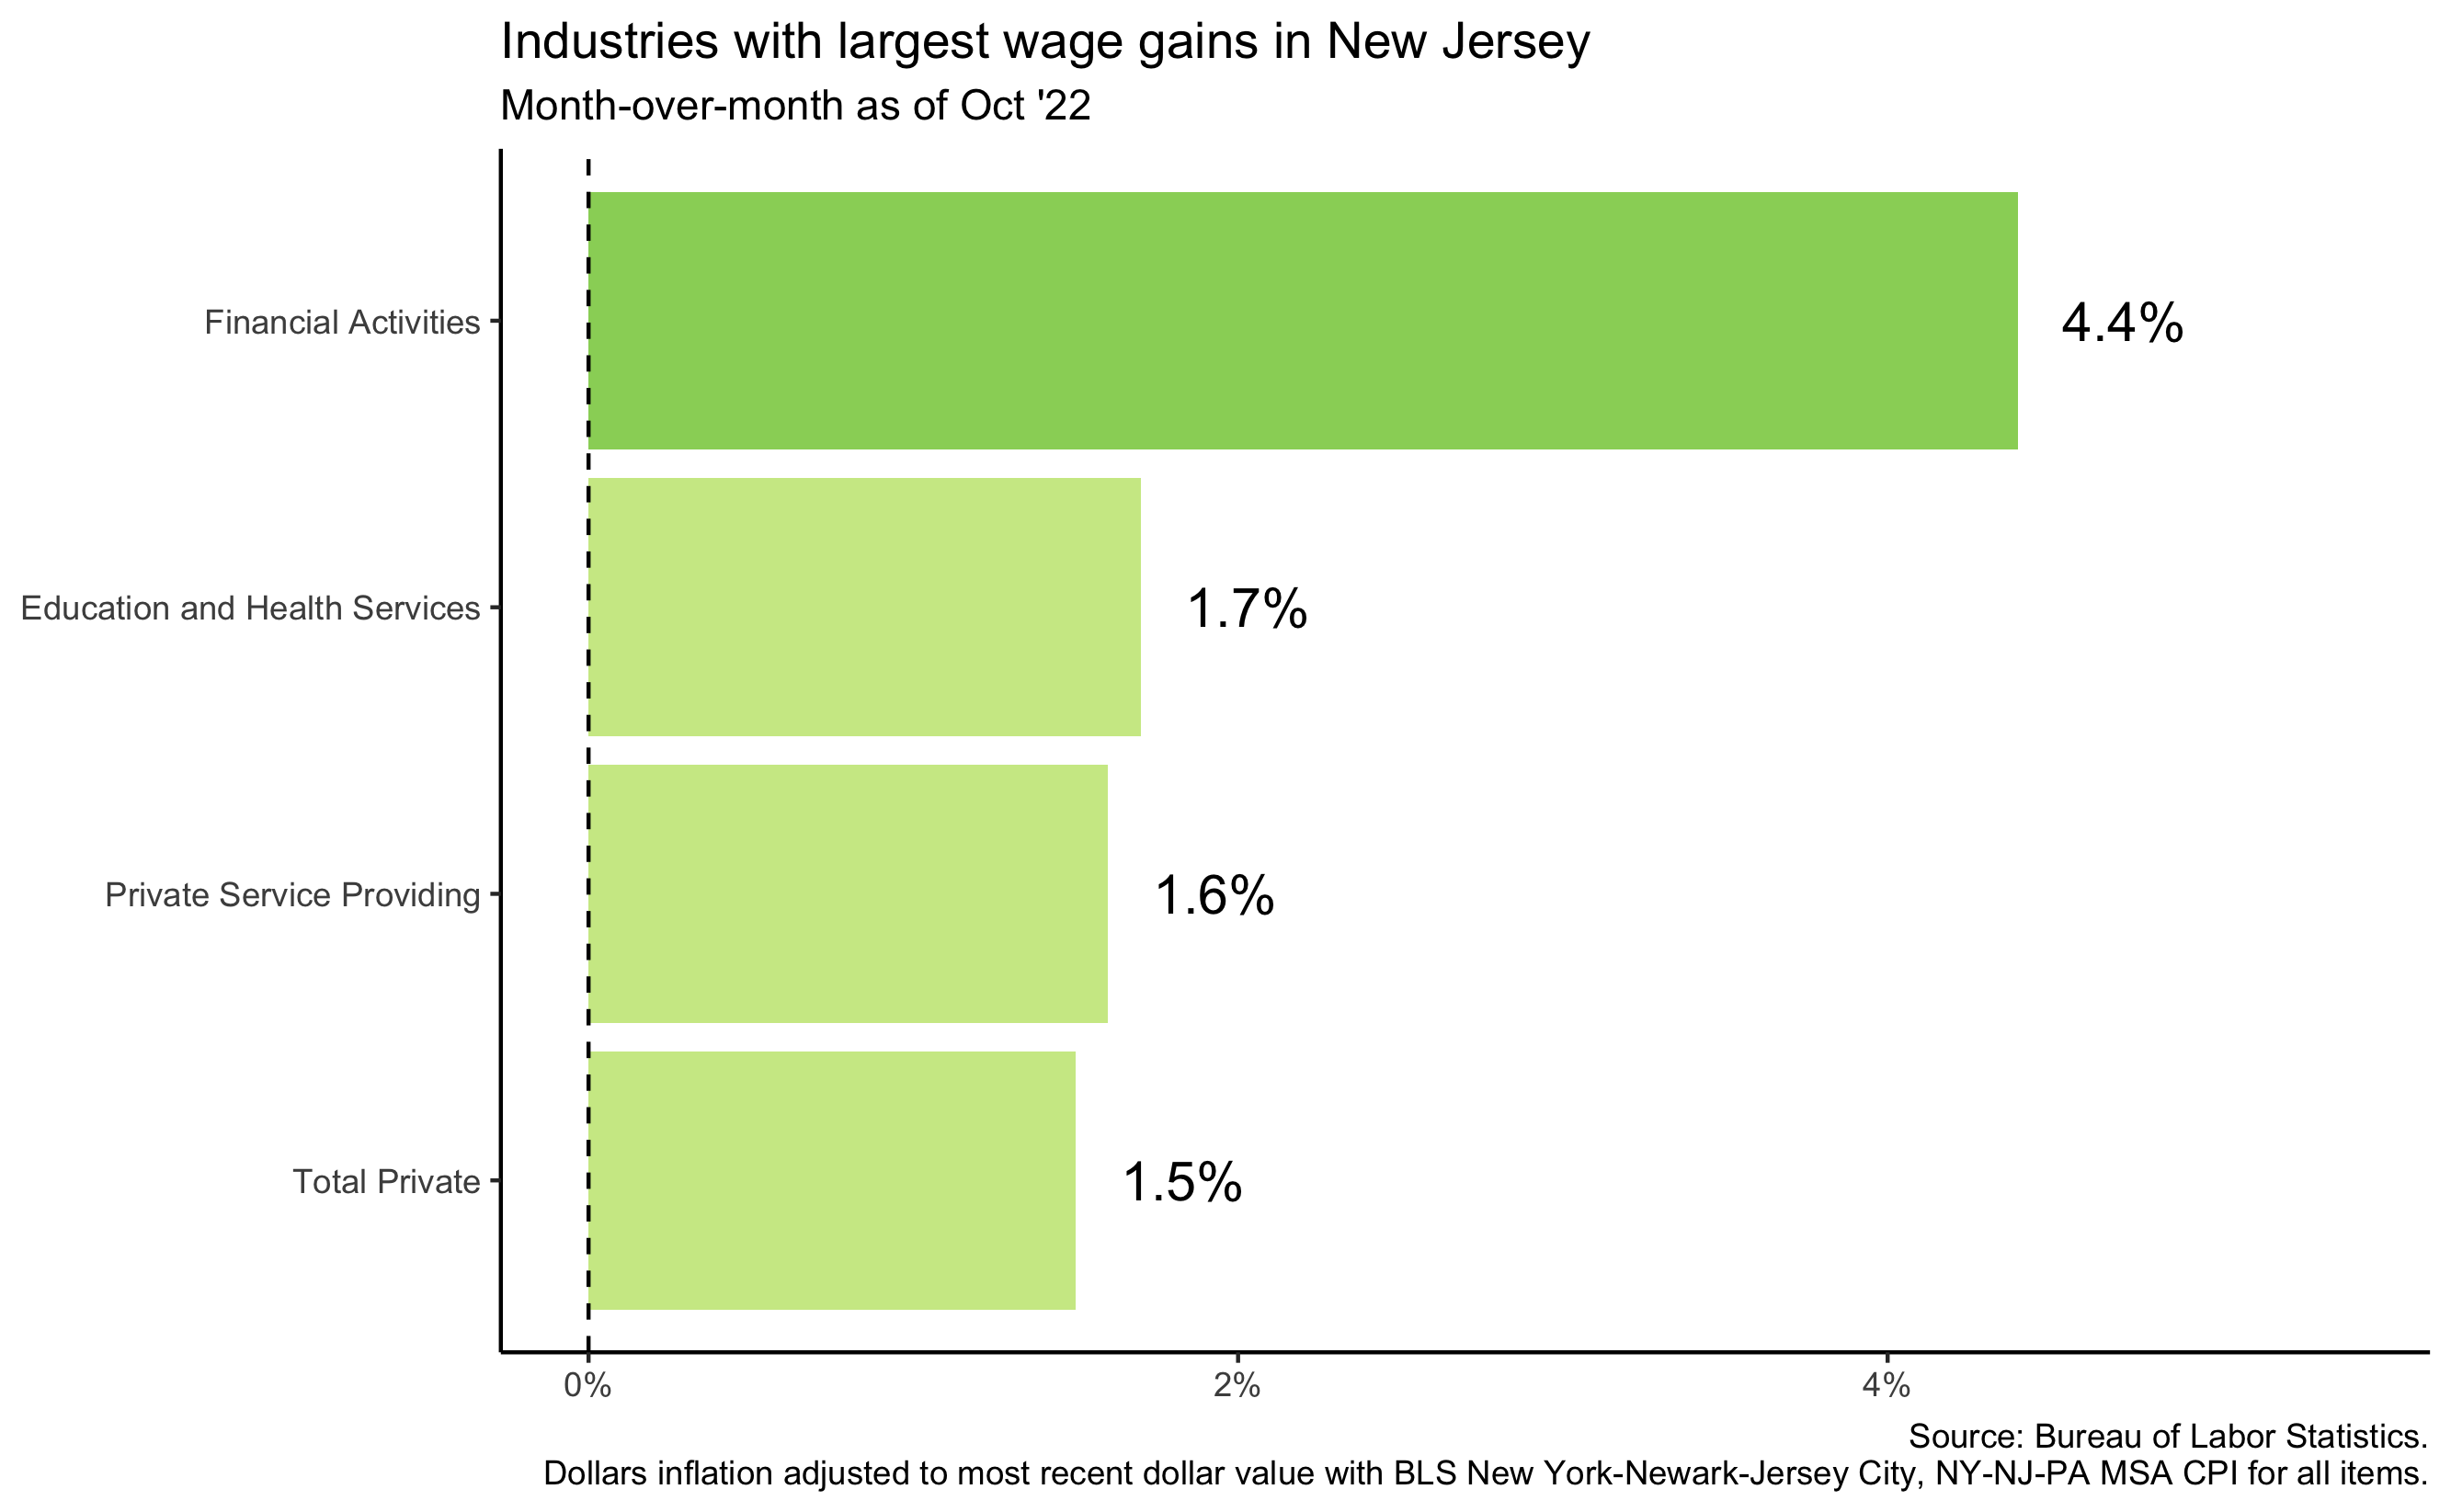 Industries with largest wage gains in New Jersey
Month-over-month as of Oct '22
Financial Activities
4.4%
Education and Health Services
1.7%
Private Service Providing
1.6%
Total Private
1.5%
0%
2%
4%
Source: Bureau of Labor Statistics.
Dollars inflation adjusted to most recent dollar value with BLS New York-Newark-Jersey City, NY-NJ-PA MSA CPI for all items.